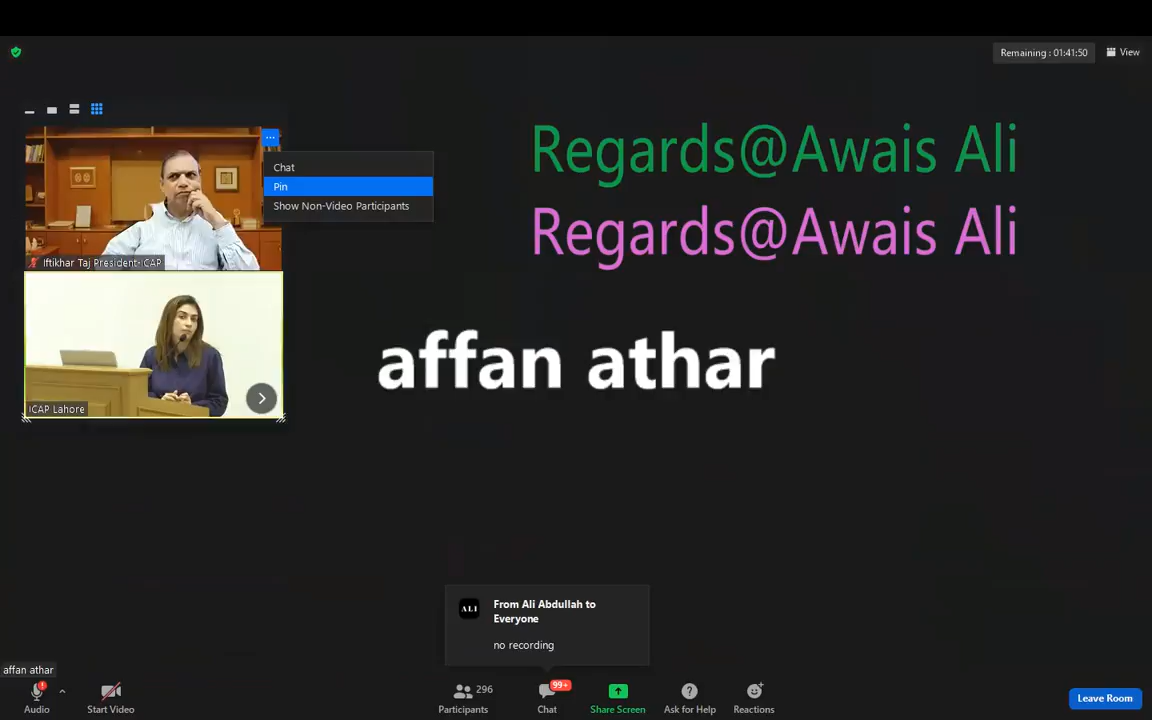 Remaining : 01:41:50
View
Regards@Awais Ali
Regards@Awais Ali
Chat
Pin
Show Non-Video Participants
Iftikhar Taj President-ICAP
affan athar
ICAP Lahore
ALI
From Ali Abdullah to
Everyone
no recording
affan athar
296
99+
Audio
Start Video
Participants
Chat
Share Screen
Ask for Help
Reactions
Leave Room